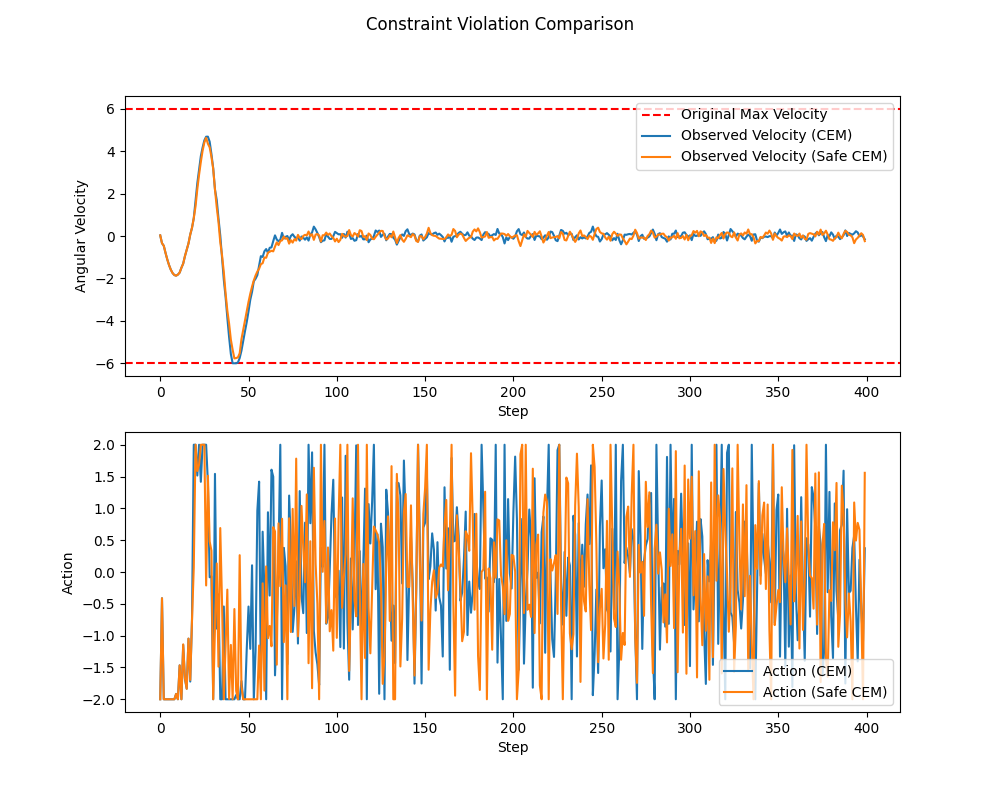 Constraint Violation Comparison
6
4
2
0
−2
−4
−6
Angular Velocity
Original Max Velocity
Observed Velocity (CEM)
Observed Velocity (Safe CEM)
0 50 100 150 200 250 300 350 400
Step
2.0
1.5
1.0
0.5
0.0
−0.5
−1.0
−1.5
−2.0
Action
Action (CEM)
Action (Safe CEM)
0 50 100 150 200 250 300 350 400
Step